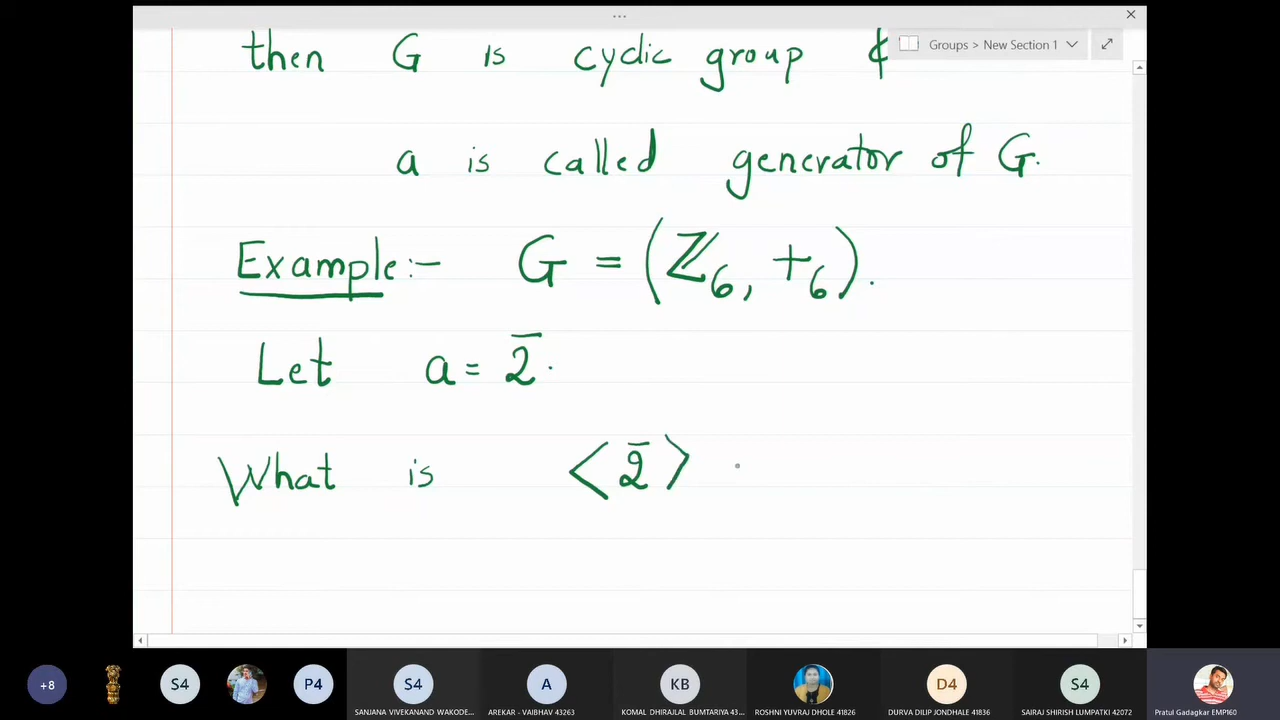 ...
Groups > New Section 1
then G is cyclic group &
a is called generator of G.
Example:- G = (ℤ6, +6).
Let a = 2̄.
What is <2̄>
+8
S4
P4
S4
A
KB
D4
S4
SANJANA VIVEKANAND WAKODE...
AREKAR - VAIBHAV 43263
KOMAL DHIRAJLAL BUMTARIYA 43...
ROSHNI YUVRAJ DHOLE 41826
DURVA DILIP JONDHALE 41836
SAIRAJ SHIRISH LUMPATKI 42072
Pratul Gadagkar EMP160